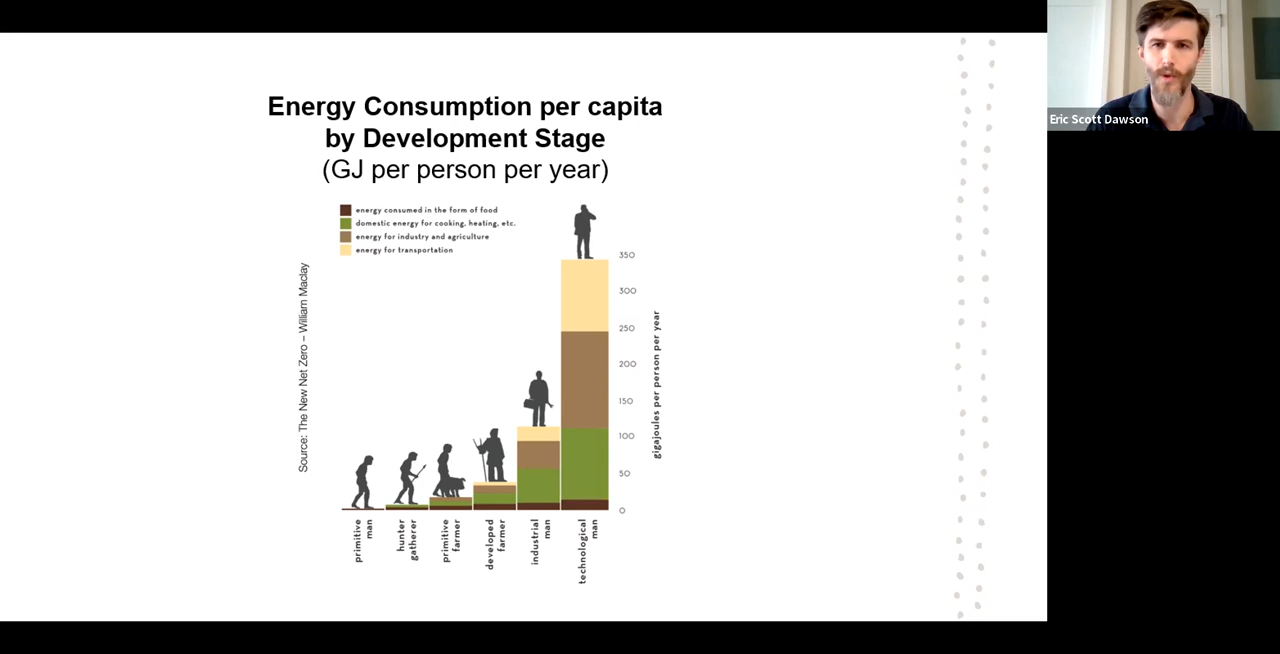 Energy Consumption per capita
by Development Stage
(GJ per person per year)
energy consumed in the form of food
domestic energy for cooking, heating, etc.
energy for industry and agriculture
energy for transportation
Source: The New Net Zero – William Maclay
350
300
250
200
150
100
50
0
gigajoules per person per year
primitive
man
hunter
gatherer
primitive
farmer
developed
farmer
industrial
man
technological
man
Eric Scott Dawson